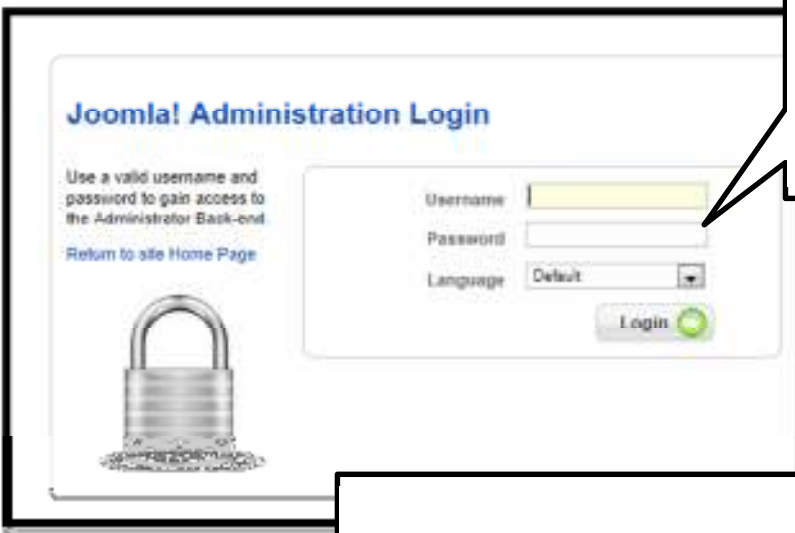 Joomla! Administration Login
Use a valid username and
password to gain access to
the Administrator Back-end
Return to site Home Page
Username
Password
Language Default
Login